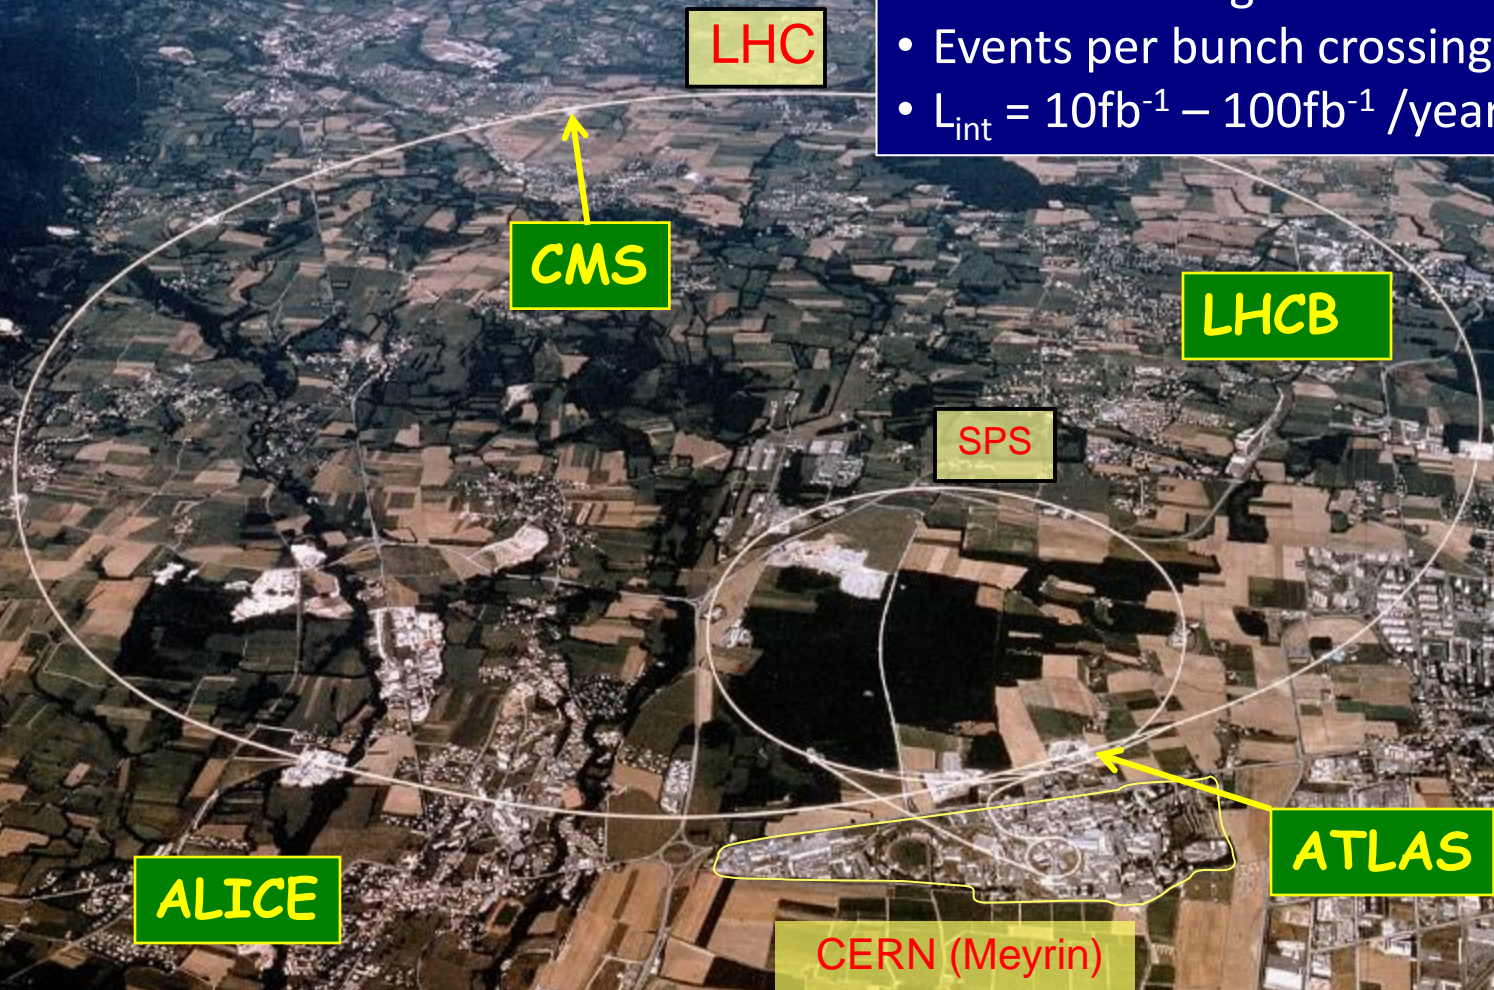 LHC
• Events per bunch crossing
• L_int = 10fb⁻¹ – 100fb⁻¹ /year
CMS
LHCB
SPS
ATLAS
ALICE
CERN (Meyrin)